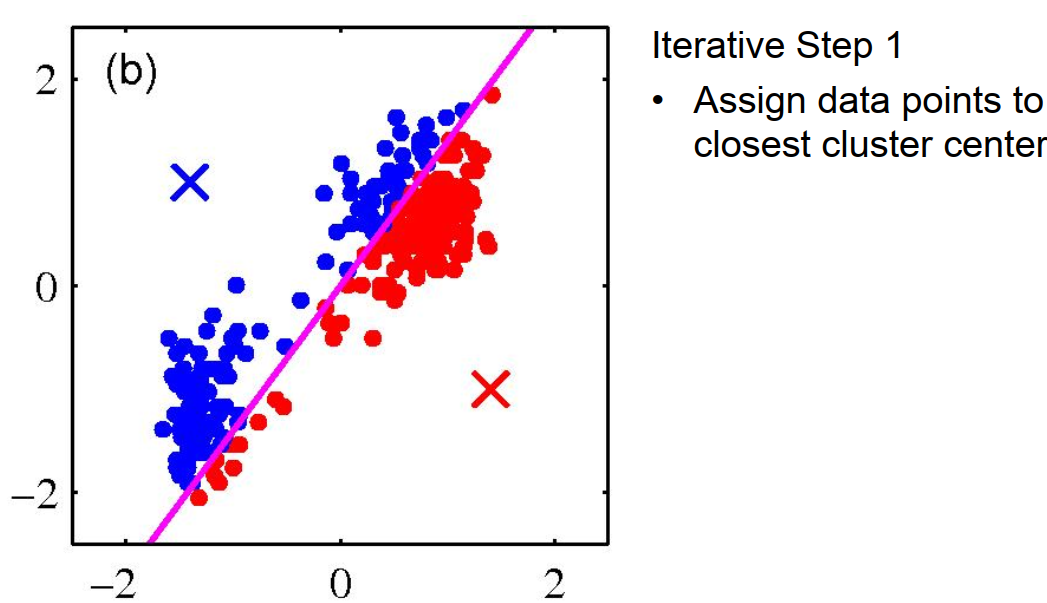 (b)
2
0
−2
−2
0
2
Iterative Step 1
• Assign data points to
closest cluster center